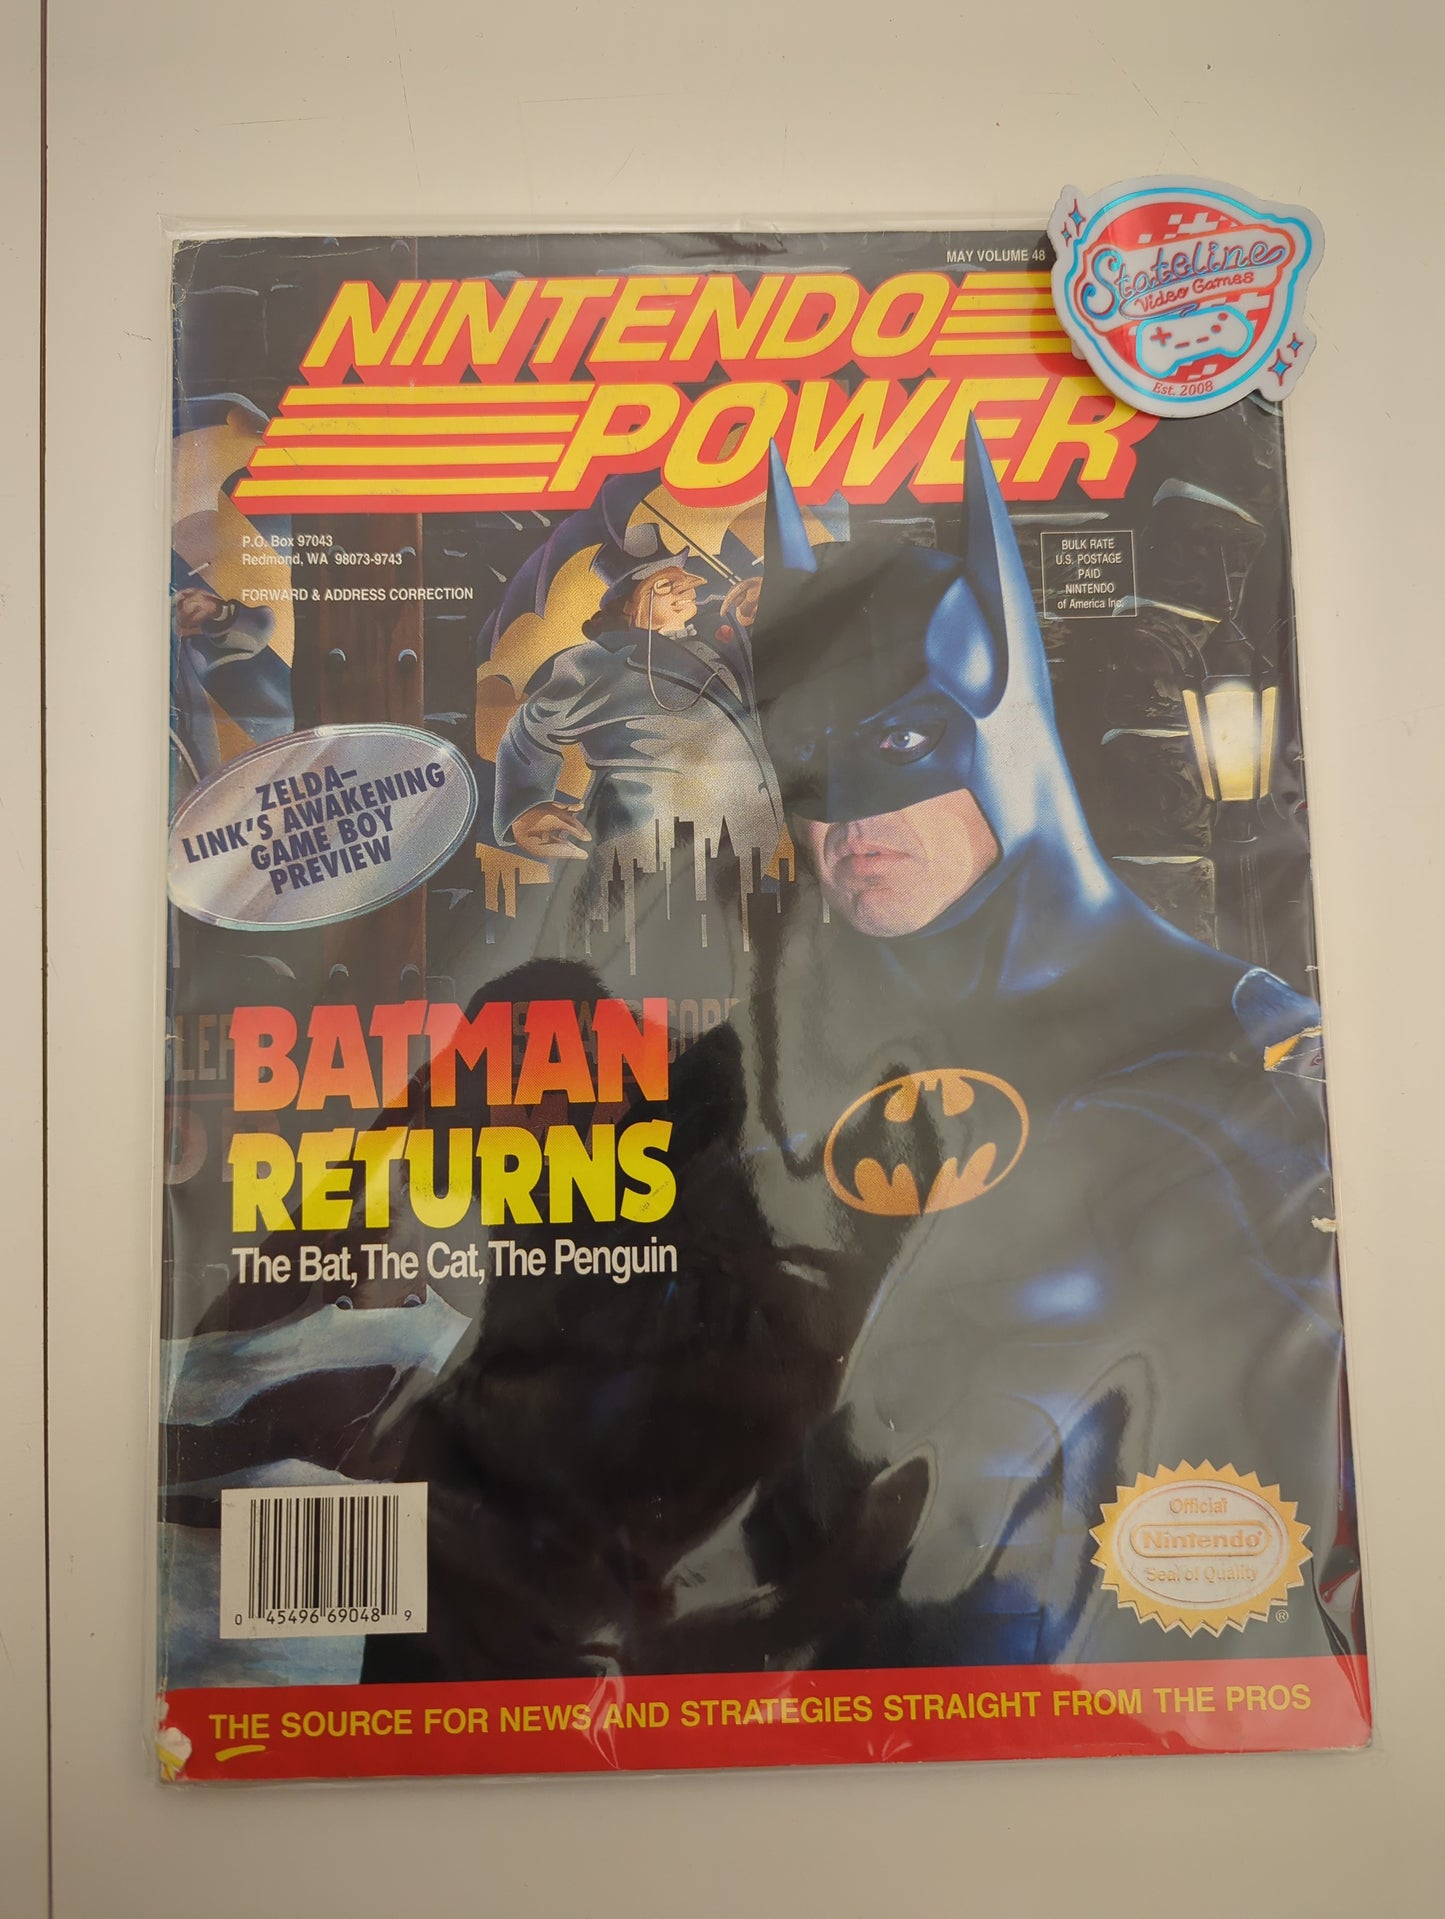 MAY VOLUME 48
Stateline
Video Games
Est. 2008
NINTENDO
POWER
P.O. Box 97043
Redmond, WA 98073-9743
FORWARD & ADDRESS CORRECTION
BULK RATE
U.S. POSTAGE
PAID
NINTENDO
of America Inc.
ZELDA–
LINK'S AWAKENING
GAME BOY
PREVIEW
BATMAN
RETURNS
The Bat, The Cat, The Penguin
0 45496 69048 9
Official
Nintendo
Seal of Quality
®
THE SOURCE FOR NEWS AND STRATEGIES STRAIGHT FROM THE PROS